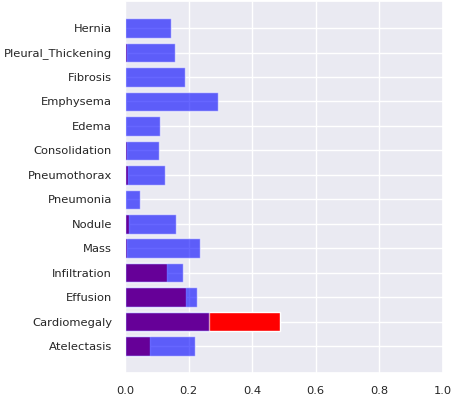 Hernia
Pleural_Thickening
Fibrosis
Emphysema
Edema
Consolidation
Pneumothorax
Pneumonia
Nodule
Mass
Infiltration
Effusion
Cardiomegaly
Atelectasis
0.0 0.2 0.4 0.6 0.8 1.0